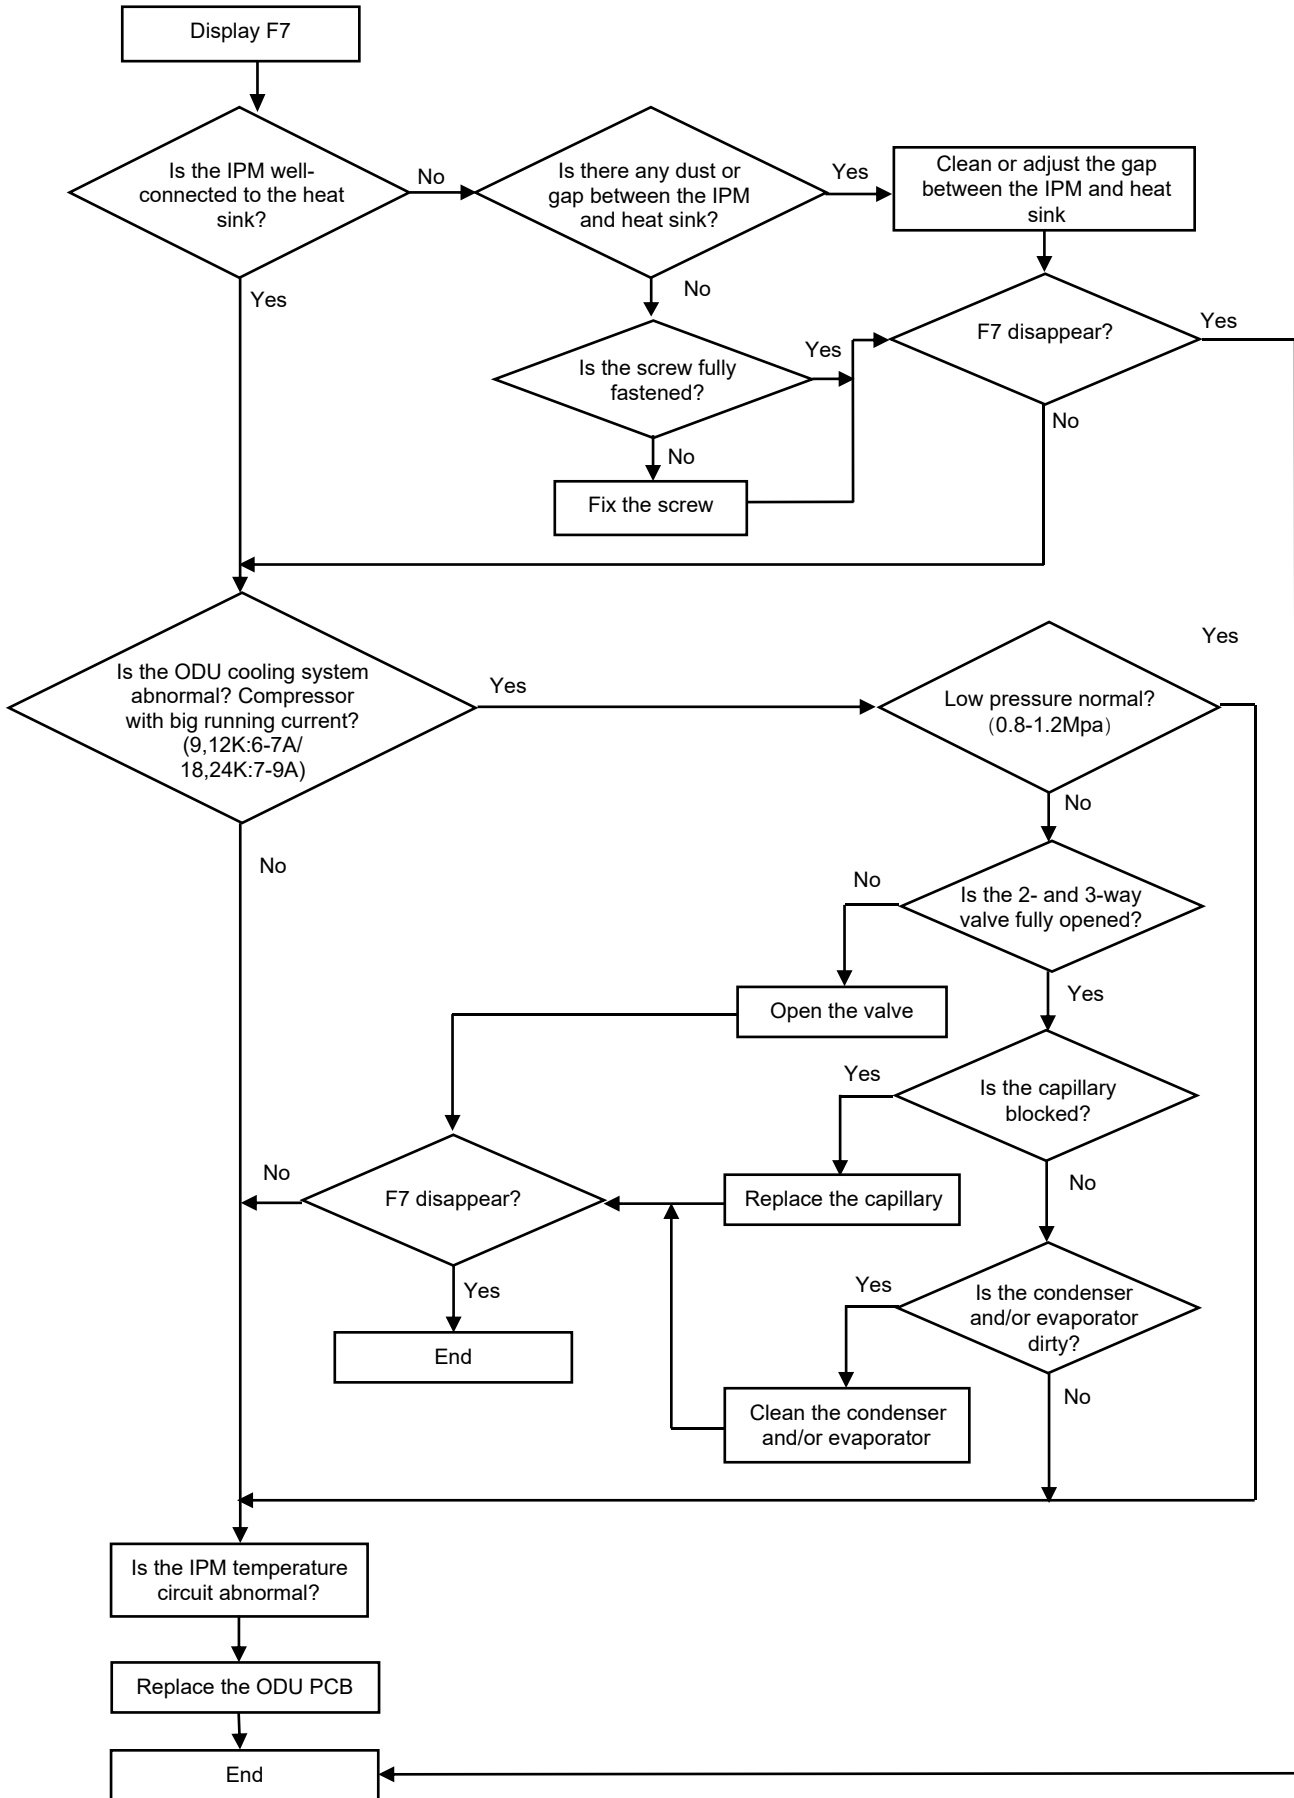 Display F7
Is the IPM well-
connected to the heat
sink?
No
Is there any dust or
gap between the IPM
and heat sink?
Yes
Clean or adjust the gap
between the IPM and heat
sink
Yes
No
F7 disappear?
Yes
Is the screw fully
fastened?
Yes
No
No
Fix the screw
Is the ODU cooling system
abnormal? Compressor
with big running current?
(9,12K:6-7A/
18,24K:7-9A)
Yes
Low pressure normal?
（0.8-1.2Mpa）
Yes
No
No
Is the 2- and 3-way
valve fully opened?
No
Yes
Open the valve
Is the capillary
blocked?
Yes
No
Replace the capillary
F7 disappear?
No
Yes
End
Is the condenser
and/or evaporator
dirty?
Yes
No
Clean the condenser
and/or evaporator
Is the IPM temperature
circuit abnormal?
Replace the ODU PCB
End